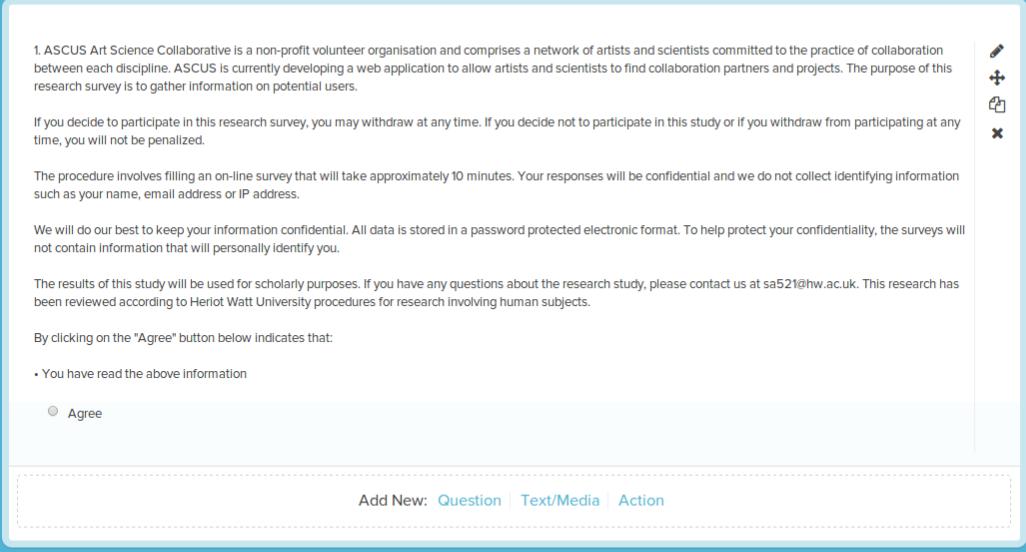 1. ASCUS Art Science Collaborative is a non-profit volunteer organisation and comprises a network of artists and scientists committed to the practice of collaboration
between each discipline. ASCUS is currently developing a web application to allow artists and scientists to find collaboration partners and projects. The purpose of this
research survey is to gather information on potential users.
If you decide to participate in this research survey, you may withdraw at any time. If you decide not to participate in this study or if you withdraw from participating at any
time, you will not be penalized.
The procedure involves filling an on-line survey that will take approximately 10 minutes. Your responses will be confidential and we do not collect identifying information
such as your name, email address or IP address.
We will do our best to keep your information confidential. All data is stored in a password protected electronic format. To help protect your confidentiality, the surveys will
not contain information that will personally identify you.
The results of this study will be used for scholarly purposes. If you have any questions about the research study, please contact us at sa521@hw.ac.uk. This research has
been reviewed according to Heriot Watt University procedures for research involving human subjects.
By clicking on the "Agree" button below indicates that:
• You have read the above information
Agree
Add New: Question Text/Media Action